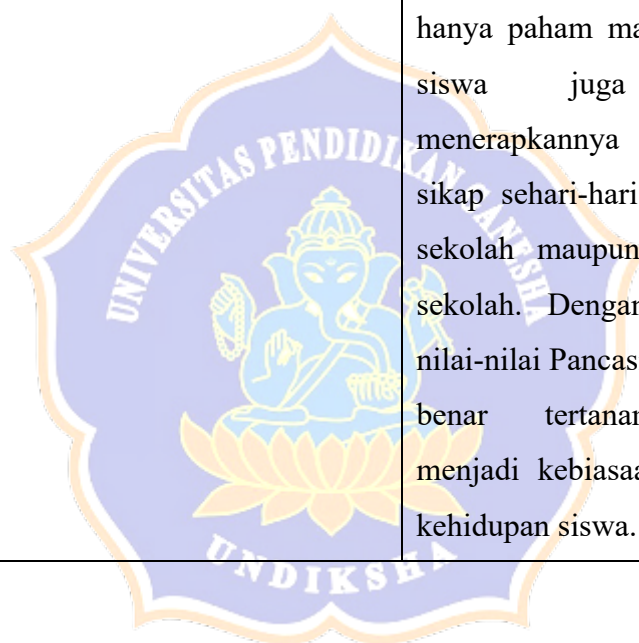 hanya paham ma
siswa juga
menerapkannya
sikap sehari-hari
sekolah maupun
sekolah. Dengan
nilai-nilai Pancas
benar tertanam
menjadi kebiasaa
kehidupan siswa.
UNIVERSITAS PENDIDIKAN GANESHA
UNDIKSHA